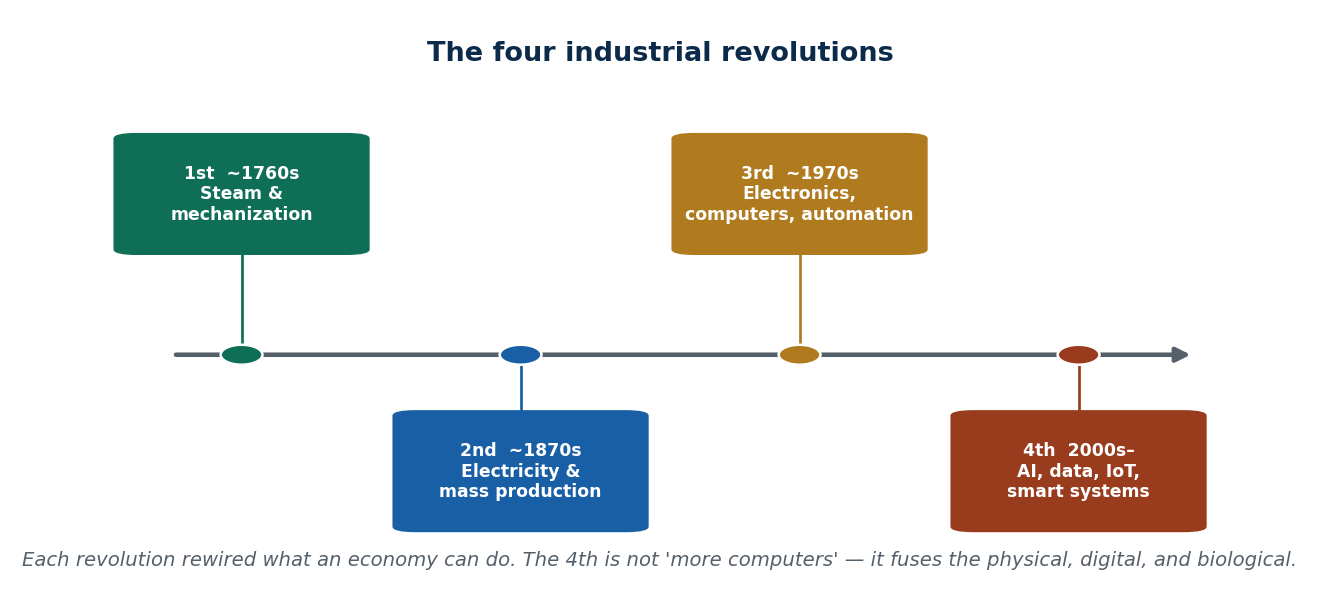 The four industrial revolutions
1st  ~1760s
Steam &
mechanization
2nd  ~1870s
Electricity &
mass production
3rd  ~1970s
Electronics,
computers, automation
4th  2000s–
AI, data, IoT,
smart systems
Each revolution rewired what an economy can do. The 4th is not 'more computers' — it fuses the physical, digital, and biological.